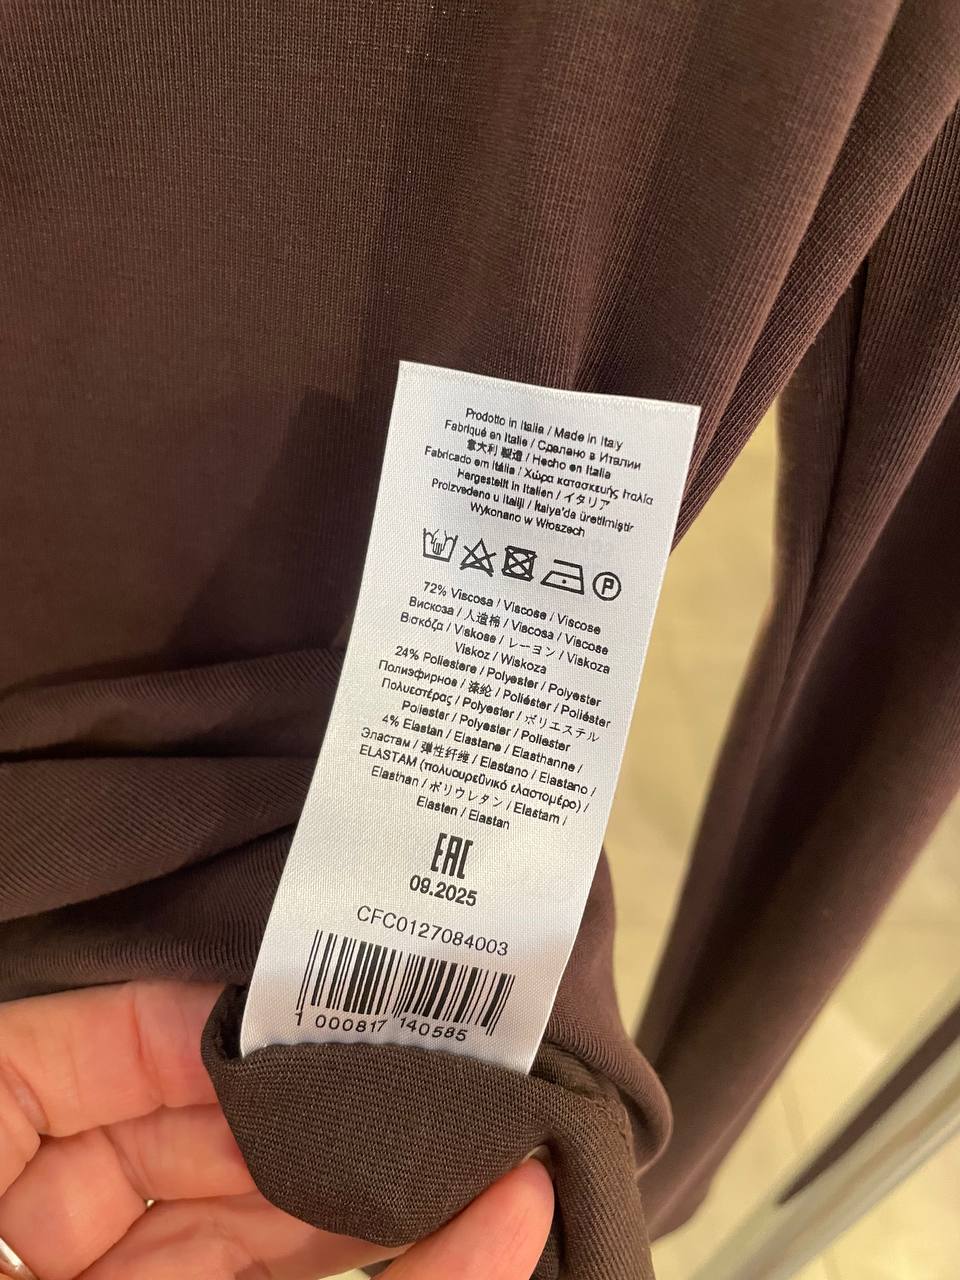 Prodotto in Italia / Made in Italy
Fabriqué en Italie / Сделано в Италии
意大利 製造 / Hecho en Italia
Fabricado em Itália / Χώρα κατασκευής Ιταλία
Hergestellt in Italien / イタリア
Proizvedeno u Italiji / Italya'da üretilmiştir
Wykonano w Włoszech
P
72% Viscosa / Viscose / Viscose
Вискоза / 人造棉 / Viscosa / Viscose
Βισκόζα / Viskose / レーヨン / Viskoza
Viskoz / Wiskoza
24% Poliestere / Polyester / Polyester
Полиэфирное / 涤纶 / Poliéster / Poliéster
Πολυεστέρας / Polyester / ポリエステル
Poliester / Polyester / Poliester
4% Elastan / Elastane / Elasthanne /
Эластам / 弹性纤维 / Elastano / Elastano /
ELASTAM (πολυουρεθνικό ελαστομέρο) /
Elasthan / ポリウレタン / Elastam /
Elasten / Elastan
EAC
09.2025
CFC0127084003
1 000817 140585